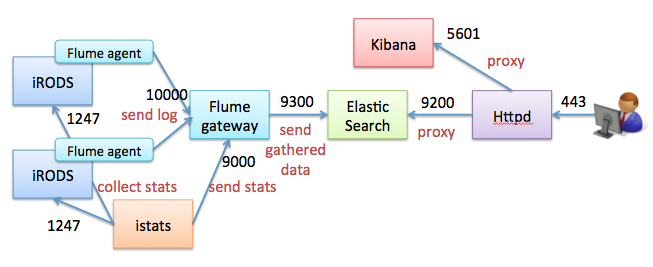 Flume agent
iRODS
1247
10000
send log
Flume agent
iRODS
collect stats
1247
istats
Flume
gateway
9000
send stats
9300
send
gathered
data
Elastic
Search
9200
proxy
Kibana
5601
proxy
Httpd
443